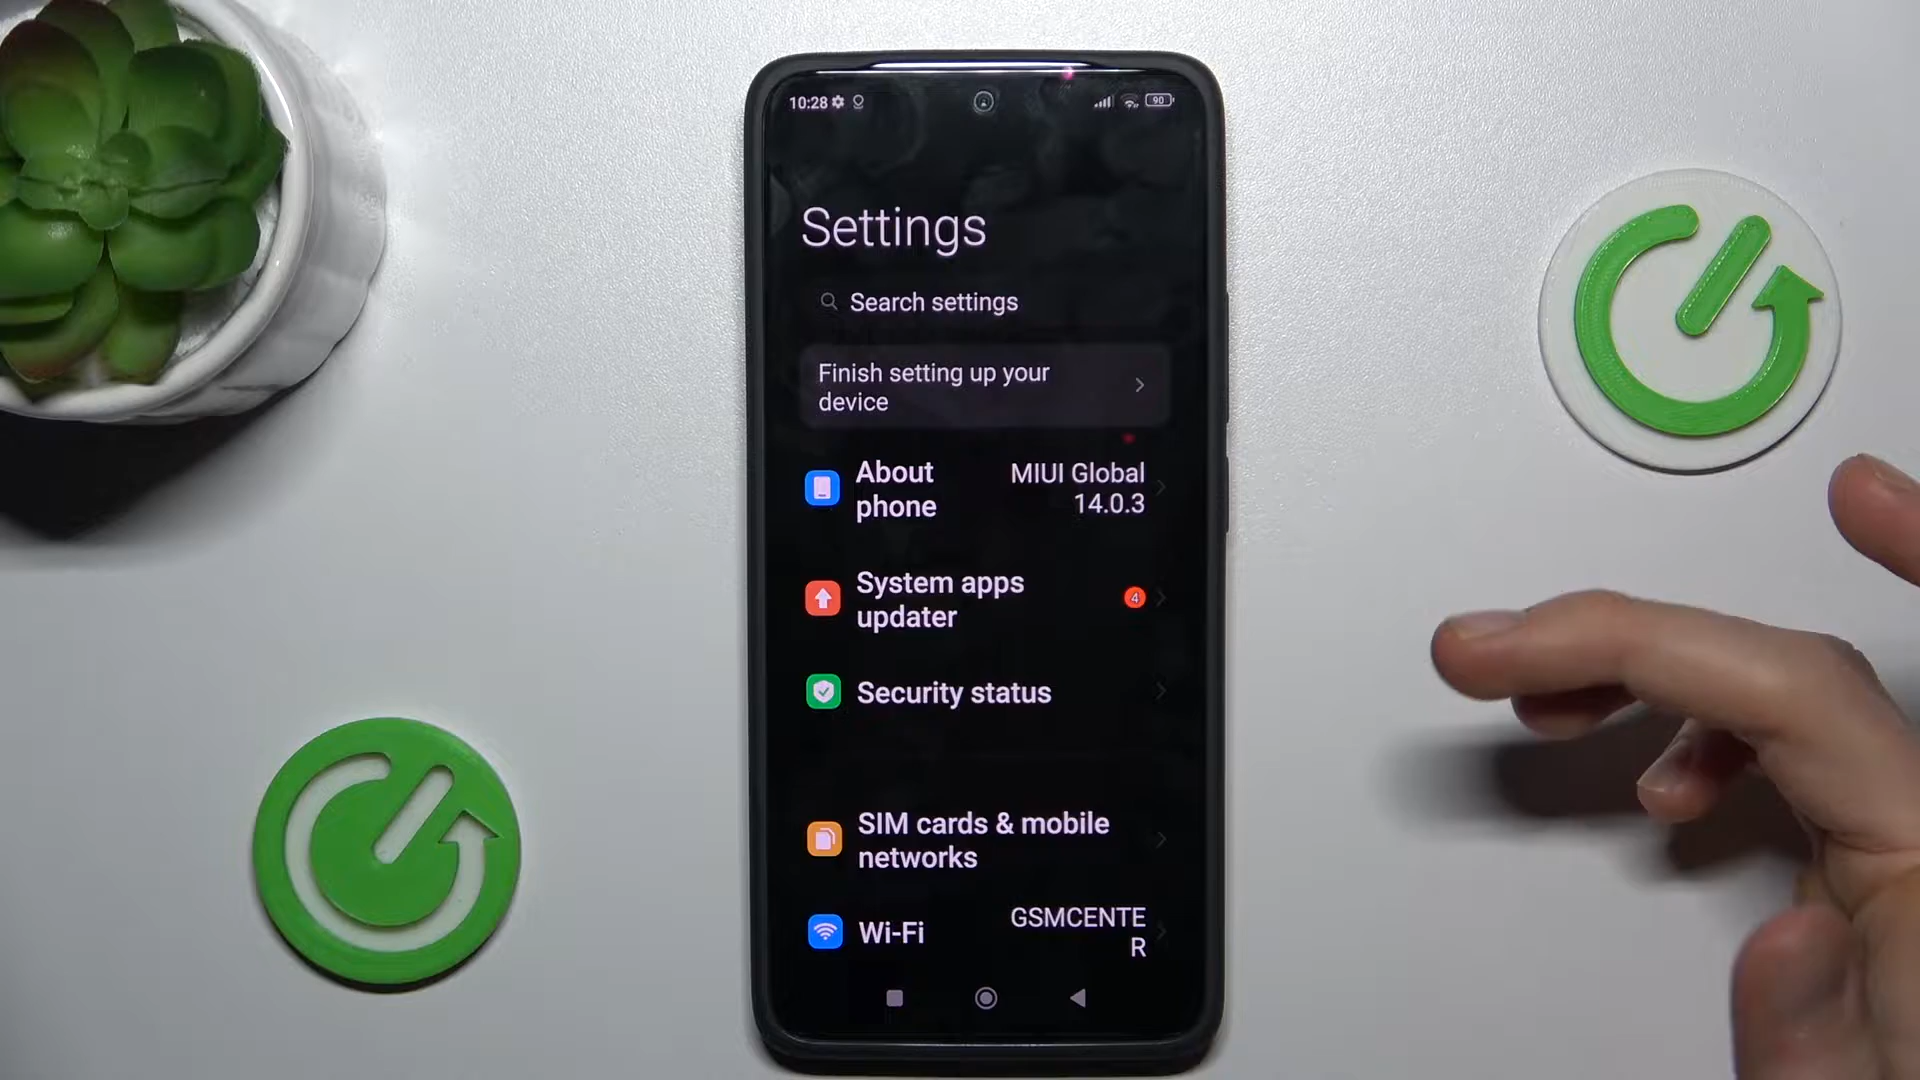 10:28
90
Settings
Search settings
Finish setting up your
device
About
phone
MIUI Global
14.0.3
System apps
updater
4
Security status
SIM cards & mobile
networks
Wi-Fi
GSMCENTE
R